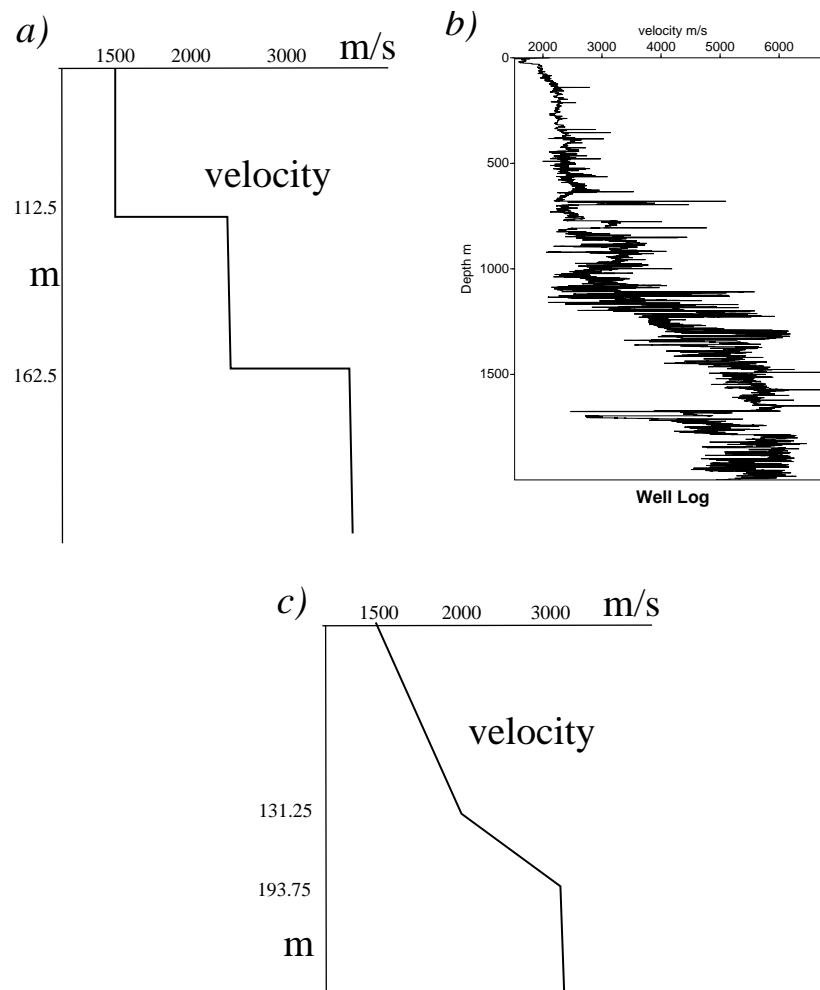 a)
1500 2000 3000 m/s
velocity
112.5
m
162.5
b)
velocity m/s
2000 3000 4000 5000 6000
0
500
1000
1500
Depth m
Well Log
c)
1500 2000 3000 m/s
velocity
131.25
193.75
m